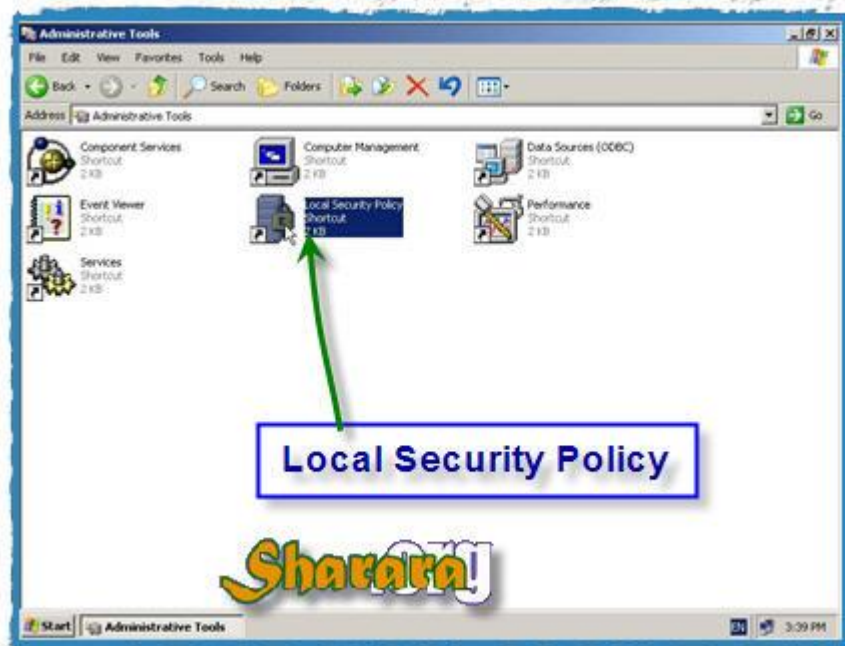 Administrative Tools
File Edit View Favorites Tools Help
Back Search Folders
Address Administrative Tools Go
Component Services
Shortcut
2 KB
Computer Management
Shortcut
2 KB
Data Sources (ODBC)
Shortcut
2 KB
Event Viewer
Shortcut
2 KB
Local Security Policy
Shortcut
2 KB
Performance
Shortcut
2 KB
Services
Shortcut
2 KB
Local Security Policy
Sharara
org
Start Administrative Tools EN 3:39 PM